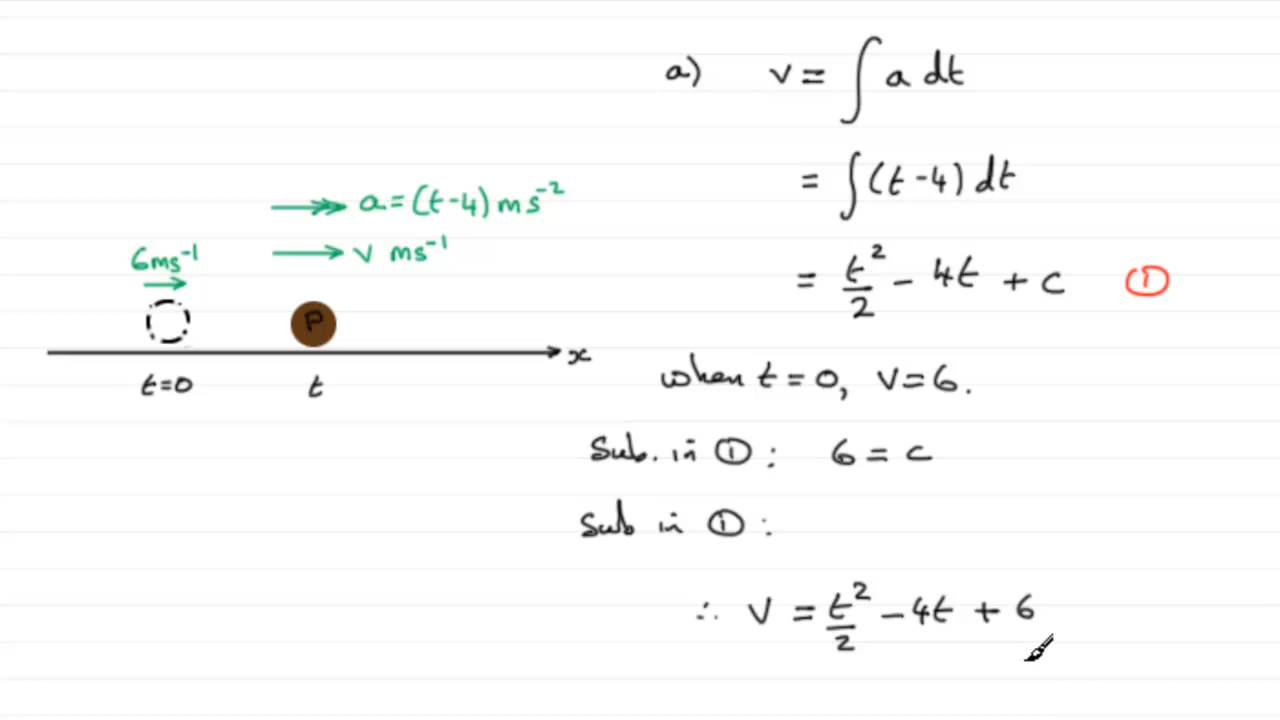 a) v = ∫ a dt
= ∫(t-4) dt
a = (t-4) ms⁻²
6ms⁻¹
v ms⁻¹
= t²/2 - 4t + c ①
P
x
t=0
t
when t = 0, v = 6.
Sub. in ① : 6 = c
Sub in ① :
∴ v = t²/2 - 4t + 6